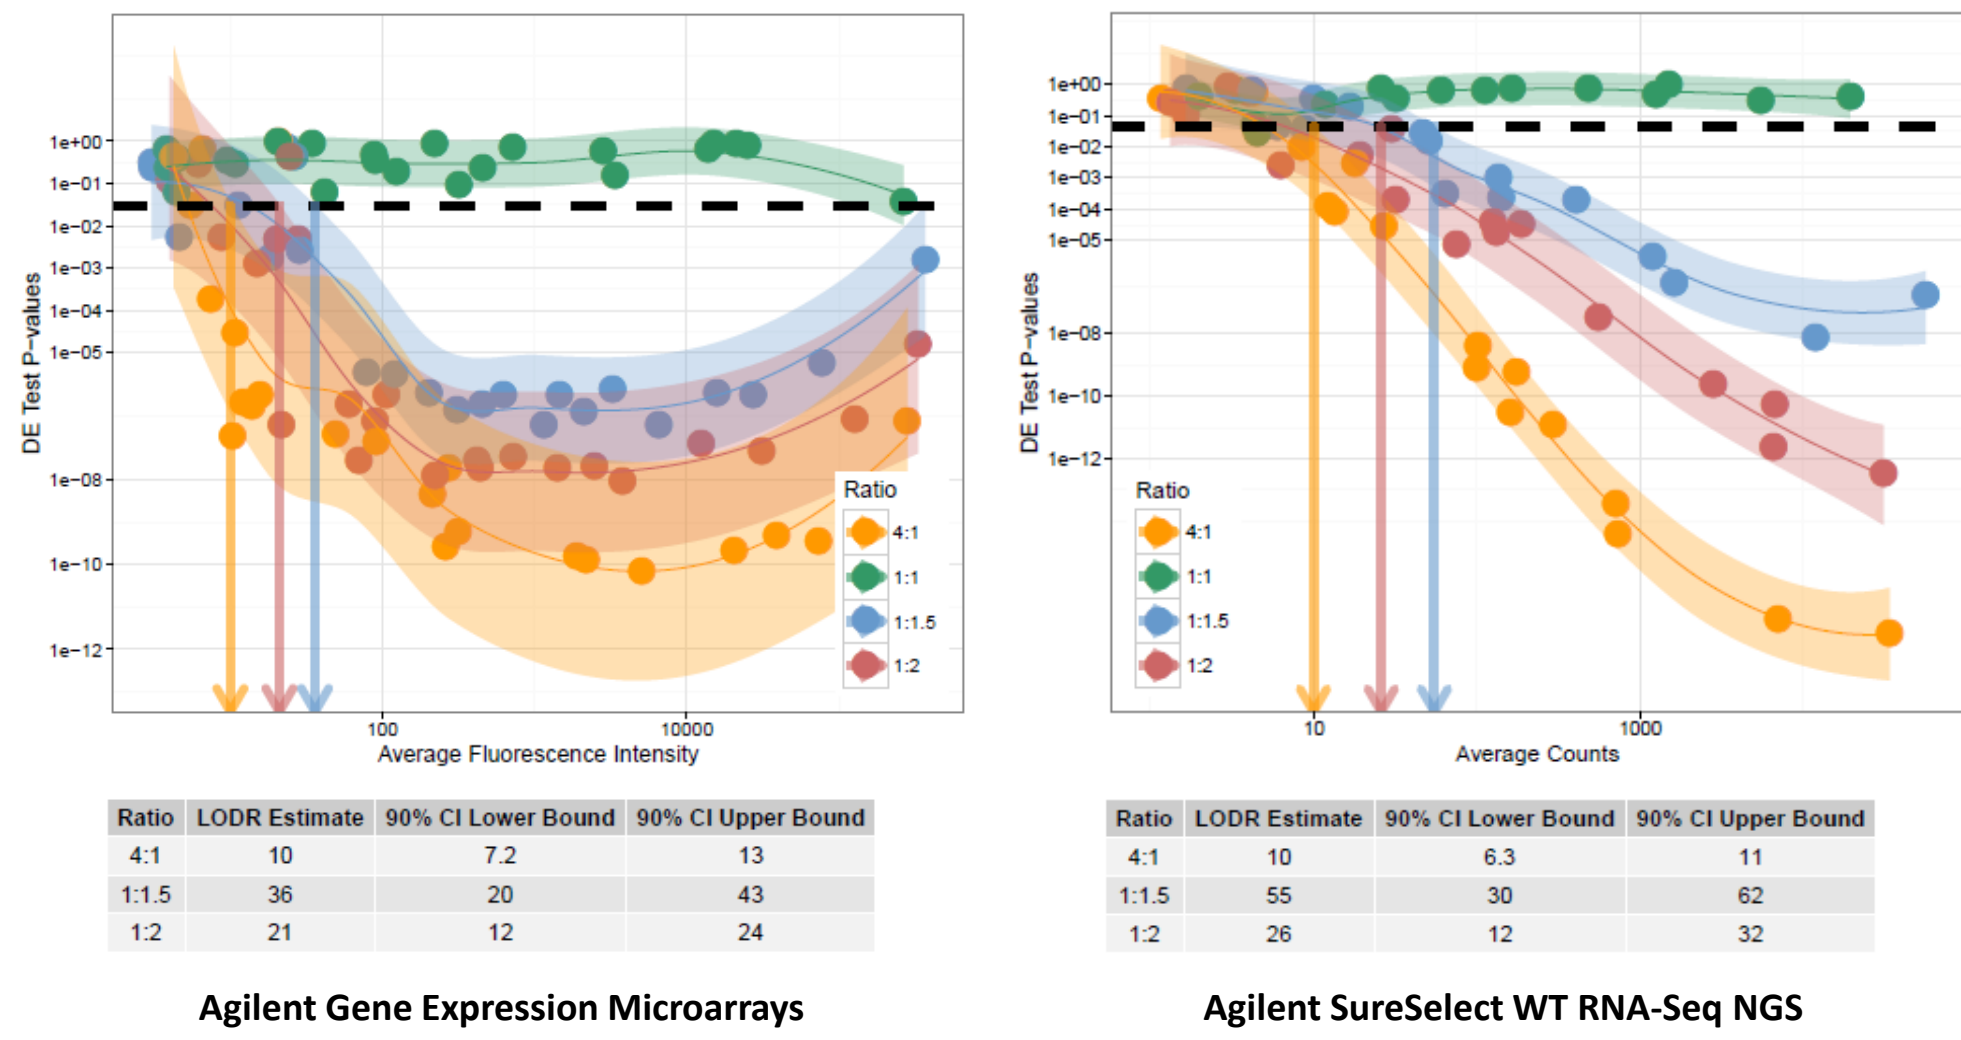 1e+00
1e−01
1e−02
1e−03
1e−04
1e−05
1e−08
1e−10
1e−12
DE Test P−values
100
10000
Average Fluorescence Intensity
Ratio
4:1
1:1
1:1.5
1:2
Ratio LODR Estimate 90% CI Lower Bound 90% CI Upper Bound
4:1 10 7.2 13
1:1.5 36 20 43
1:2 21 12 24
Agilent Gene Expression Microarrays
1e+00
1e−01
1e−02
1e−03
1e−04
1e−05
1e−08
1e−10
1e−12
DE Test P−values
10
1000
Average Counts
Ratio
4:1
1:1
1:1.5
1:2
Ratio LODR Estimate 90% CI Lower Bound 90% CI Upper Bound
4:1 10 6.3 11
1:1.5 55 30 62
1:2 26 12 32
Agilent SureSelect WT RNA-Seq NGS